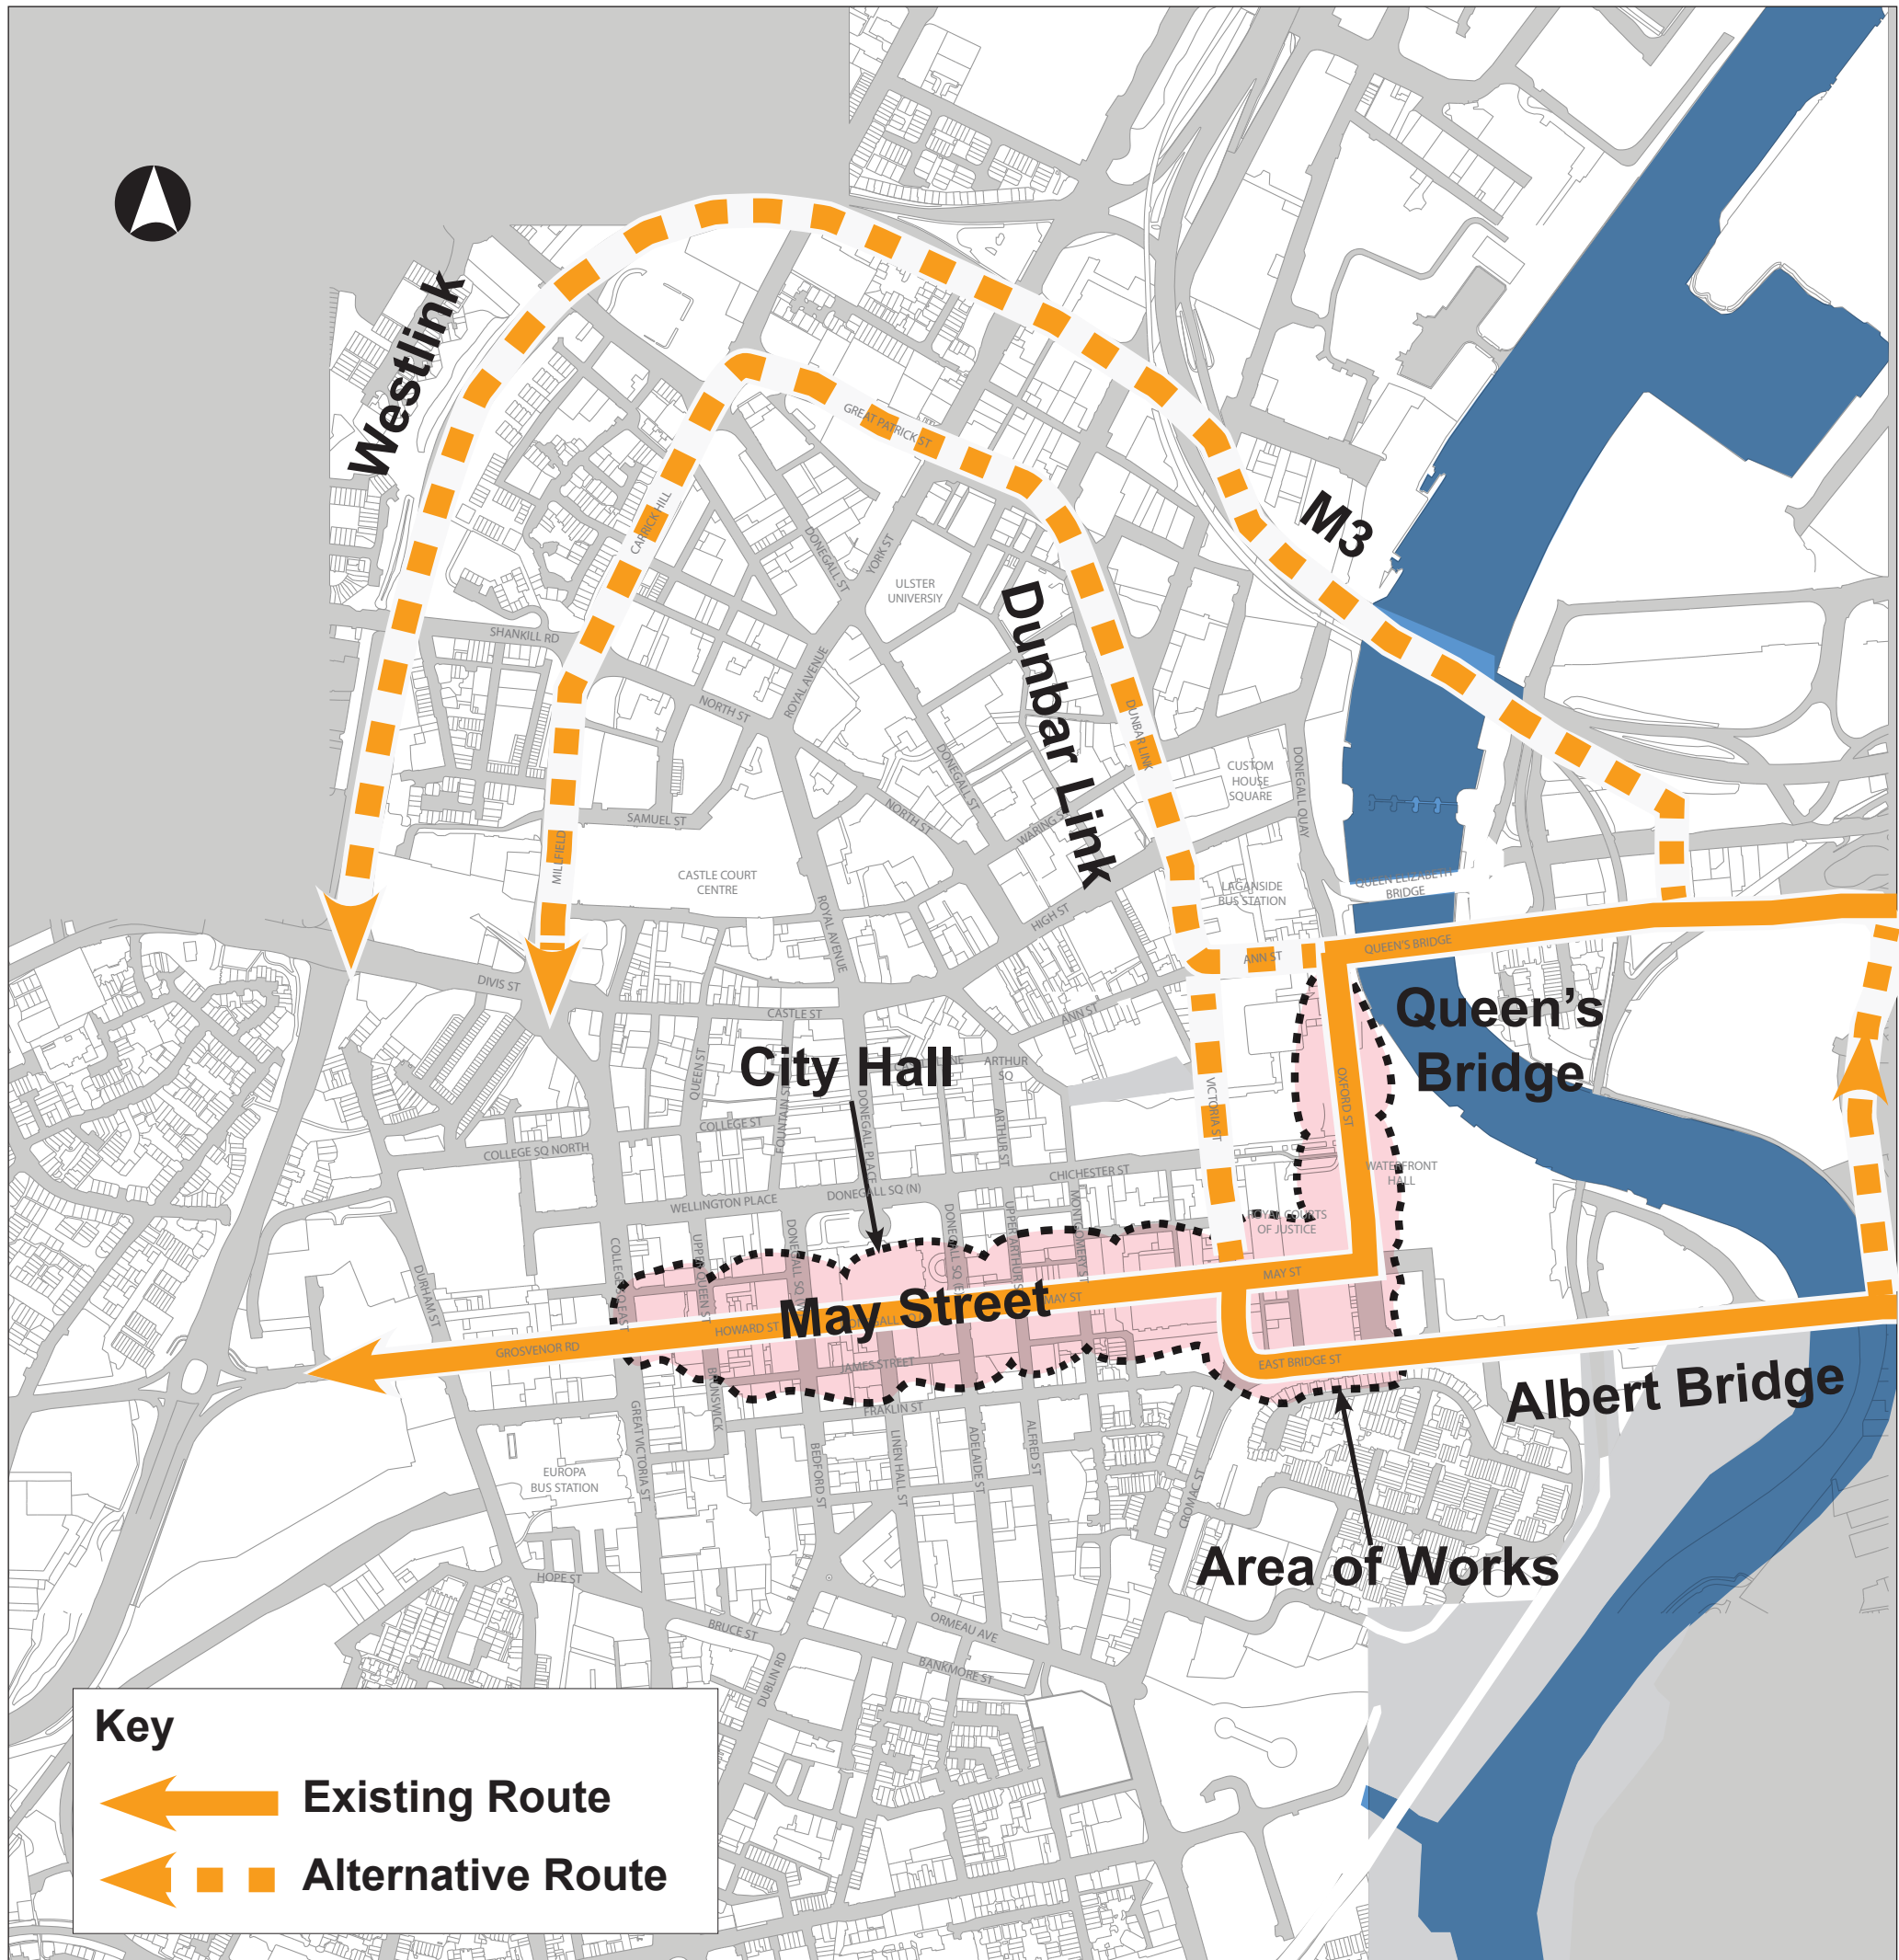 Westlink
M3
GREAT PATRICK ST
CARRICK HILL
DONEGALL ST
YORK ST
ULSTER
UNIVERSIY
Dunbar Link
SHANKILL RD
ROYAL AVENUE
NORTH ST
DUNBAR LINK
CUSTOM
HOUSE
SQUARE
DONEGALL QUAY
DONEGALL ST
NORTH ST
WARING ST
SAMUEL ST
MILLFIELD
CASTLE COURT
CENTRE
LAGANSIDE
BUS STATION
QUEEN ELIZABETH
BRIDGE
HIGH ST
ROYAL AVENUE
QUEEN'S BRIDGE
ANN ST
DIVIS ST
CASTLE ST
ANN ST
Queen's
Bridge
City Hall
ARTHUR
SQ
QUEEN ST
FOUNTAIN ST
DONEGALL PLACE
ARTHUR ST
VICTORIA ST
OXFORD ST
COLLEGE ST
COLLEGE SQ NORTH
CHICHESTER ST
WATERFRONT
HALL
WELLINGTON PLACE
DONEGALL SQ (N)
ROYAL COURTS
OF JUSTICE
DURHAM ST
COLLEGE SQ EAST
UPPER QUEEN ST
DONEGALL SQ (W)
DONEGALL SQ (E)
UPPER ARTHUR ST
MONTGOMERY ST
MAY ST
May Street
MAY ST
HOWARD ST
GROSVENOR RD
JAMES STREET
EAST BRIDGE ST
Albert Bridge
BRUNSWICK
FRAKLIN ST
GREAT VICTORIA ST
BEDFORD ST
LINEN HALL ST
ADELAIDE ST
ALFRED ST
CROMAC ST
EUROPA
BUS STATION
Area of Works
HOPE ST
BRUCE ST
ORMEAU AVE
BANKMORE ST
DUBLIN RD
Key
Existing Route
Alternative Route